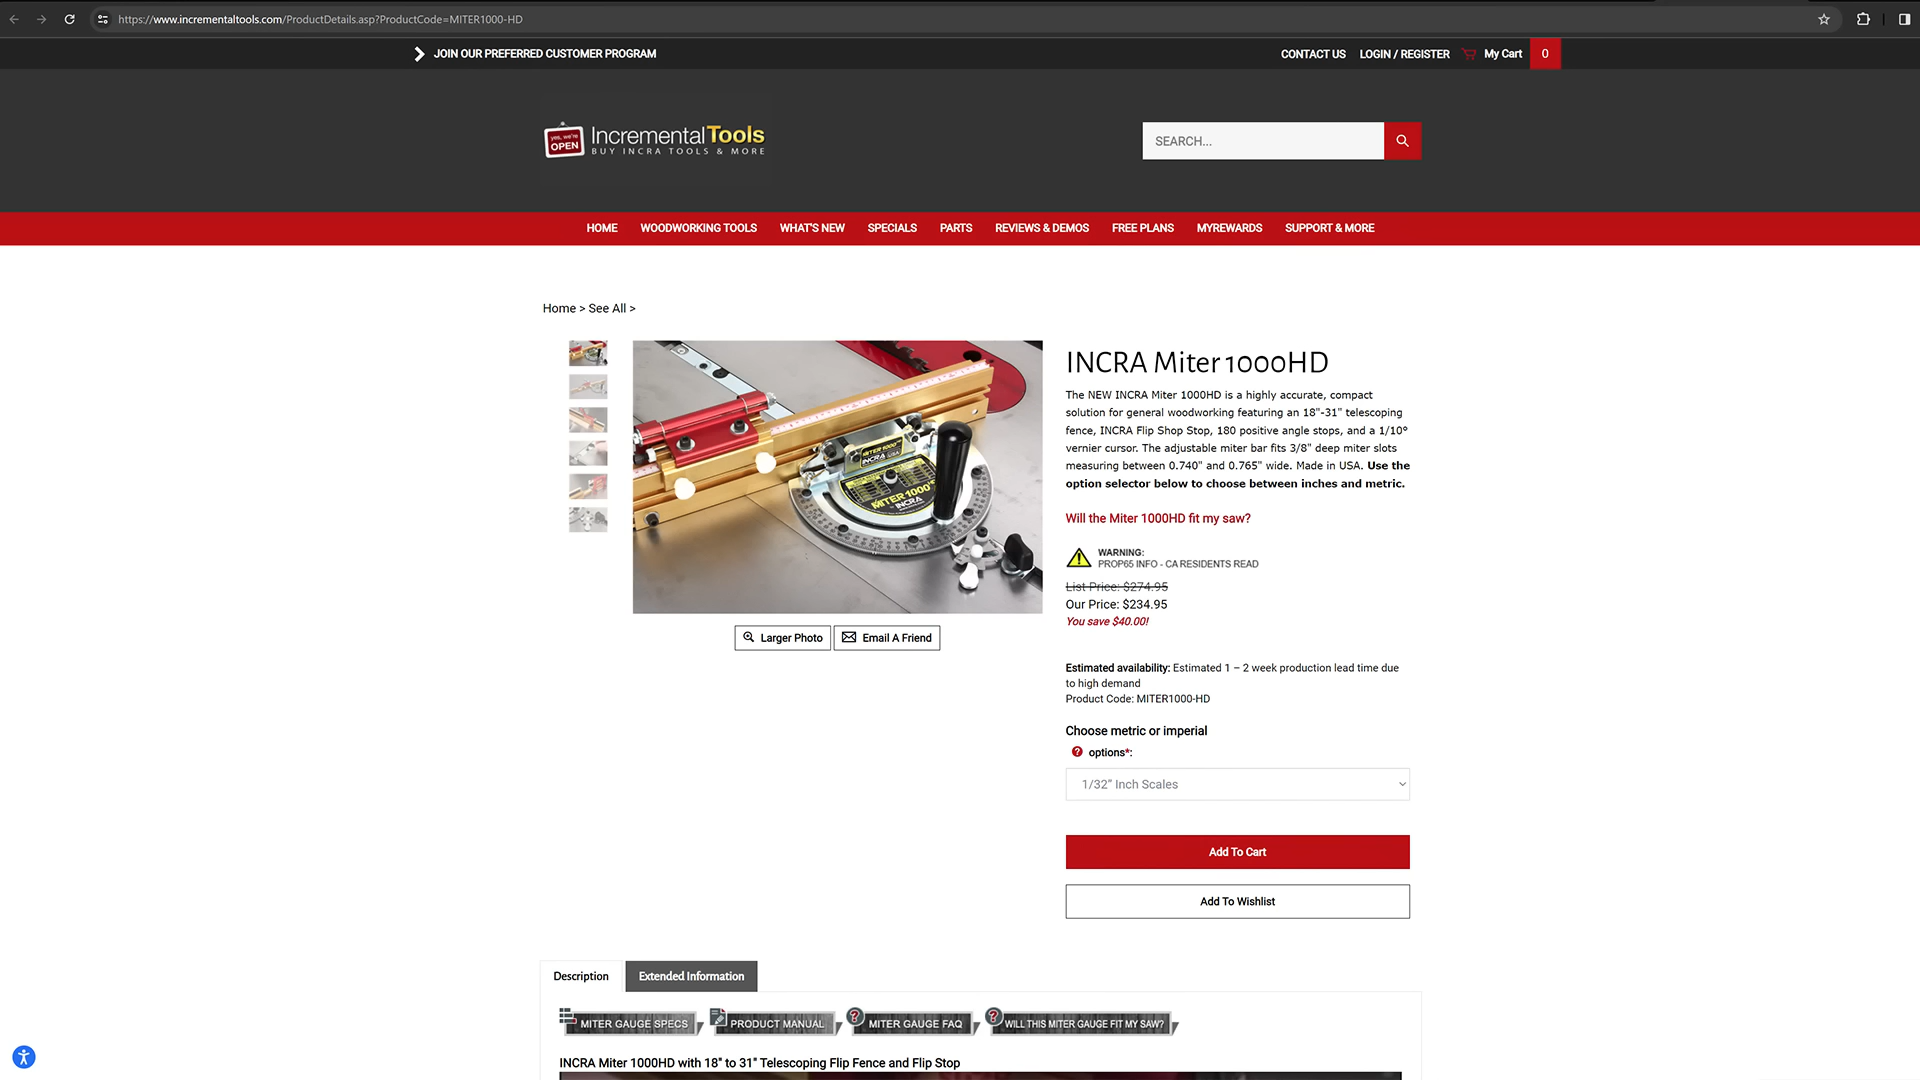 https://www.incrementaltools.com/ProductDetails.asp?ProductCode=MITER1000-HD
JOIN OUR PREFERRED CUSTOMER PROGRAM
CONTACT US
LOGIN / REGISTER
My Cart
0
yes, we're
OPEN
IncrementalTools
BUY INCRA TOOLS & MORE
SEARCH...
HOME
WOODWORKING TOOLS
WHAT'S NEW
SPECIALS
PARTS
REVIEWS & DEMOS
FREE PLANS
MYREWARDS
SUPPORT & MORE
Home > See All >
MITER 1000
INCRA USA
MITER 1000
INCRA
Larger Photo
Email A Friend
INCRA Miter 1000HD
The NEW INCRA Miter 1000HD is a highly accurate, compact
solution for general woodworking featuring an 18"-31" telescoping
fence, INCRA Flip Shop Stop, 180 positive angle stops, and a 1/10°
vernier cursor. The adjustable miter bar fits 3/8" deep miter slots
measuring between 0.740" and 0.765" wide. Made in USA. Use the
option selector below to choose between inches and metric.
Will the Miter 1000HD fit my saw?
WARNING:
PROP65 INFO - CA RESIDENTS READ
List Price: $274.95
Our Price: $234.95
You save $40.00!
Estimated availability: Estimated 1 – 2 week production lead time due
to high demand
Product Code: MITER1000-HD
Choose metric or imperial
options*:
1/32" Inch Scales
Add To Cart
Add To Wishlist
Description
Extended Information
MITER GAUGE SPECS
PRODUCT MANUAL
MITER GAUGE FAQ
WILL THIS MITER GAUGE FIT MY SAW?
INCRA Miter 1000HD with 18" to 31" Telescoping Flip Fence and Flip Stop